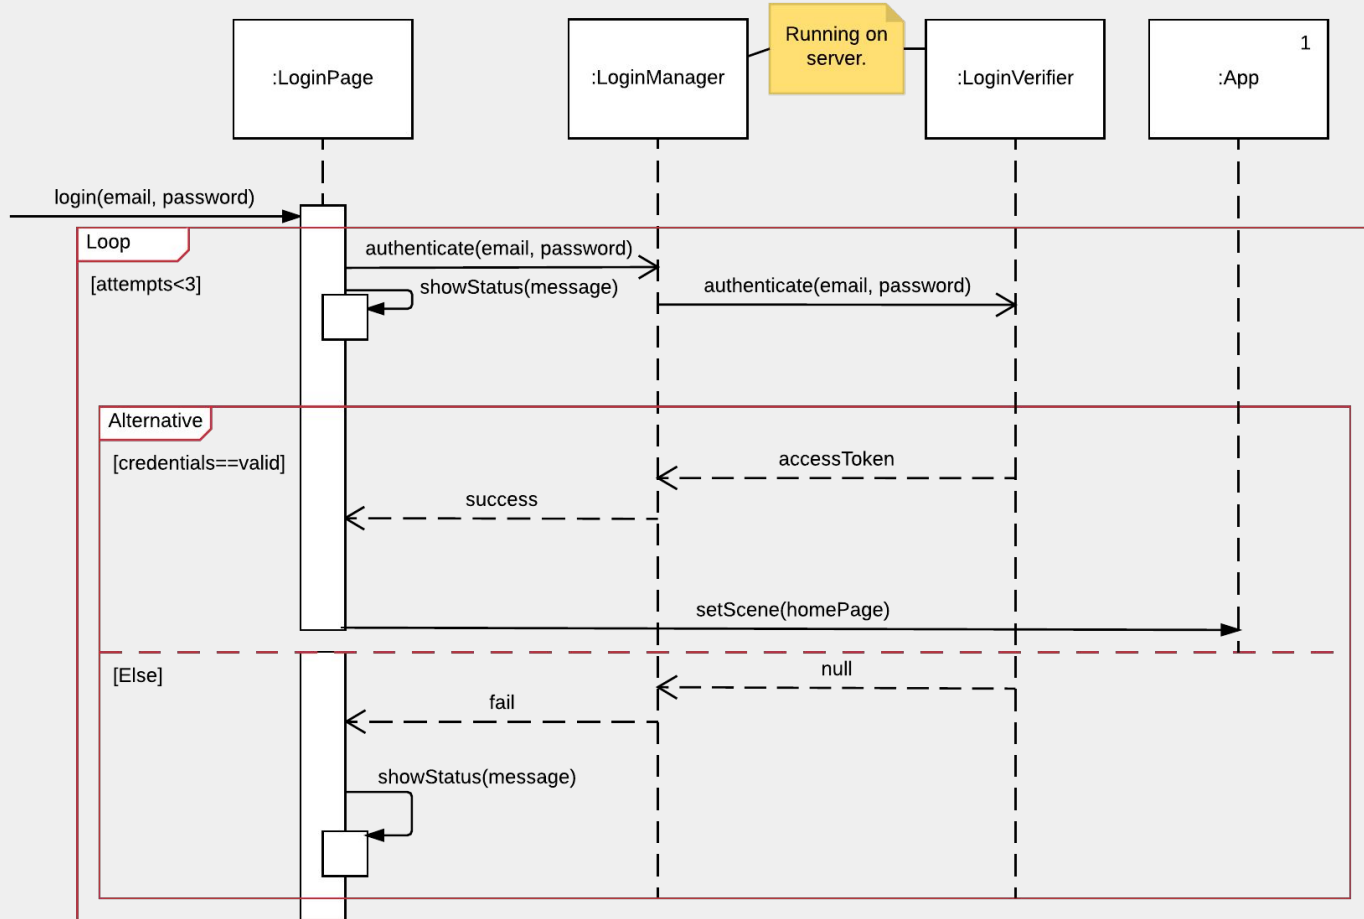 :LoginPage
:LoginManager
Running on
server.
:LoginVerifier
1
:App
login(email, password)
Loop
[attempts<3]
authenticate(email, password)
showStatus(message)
authenticate(email, password)
Alternative
[credentials==valid]
accessToken
success
setScene(homePage)
[Else]
null
fail
showStatus(message)